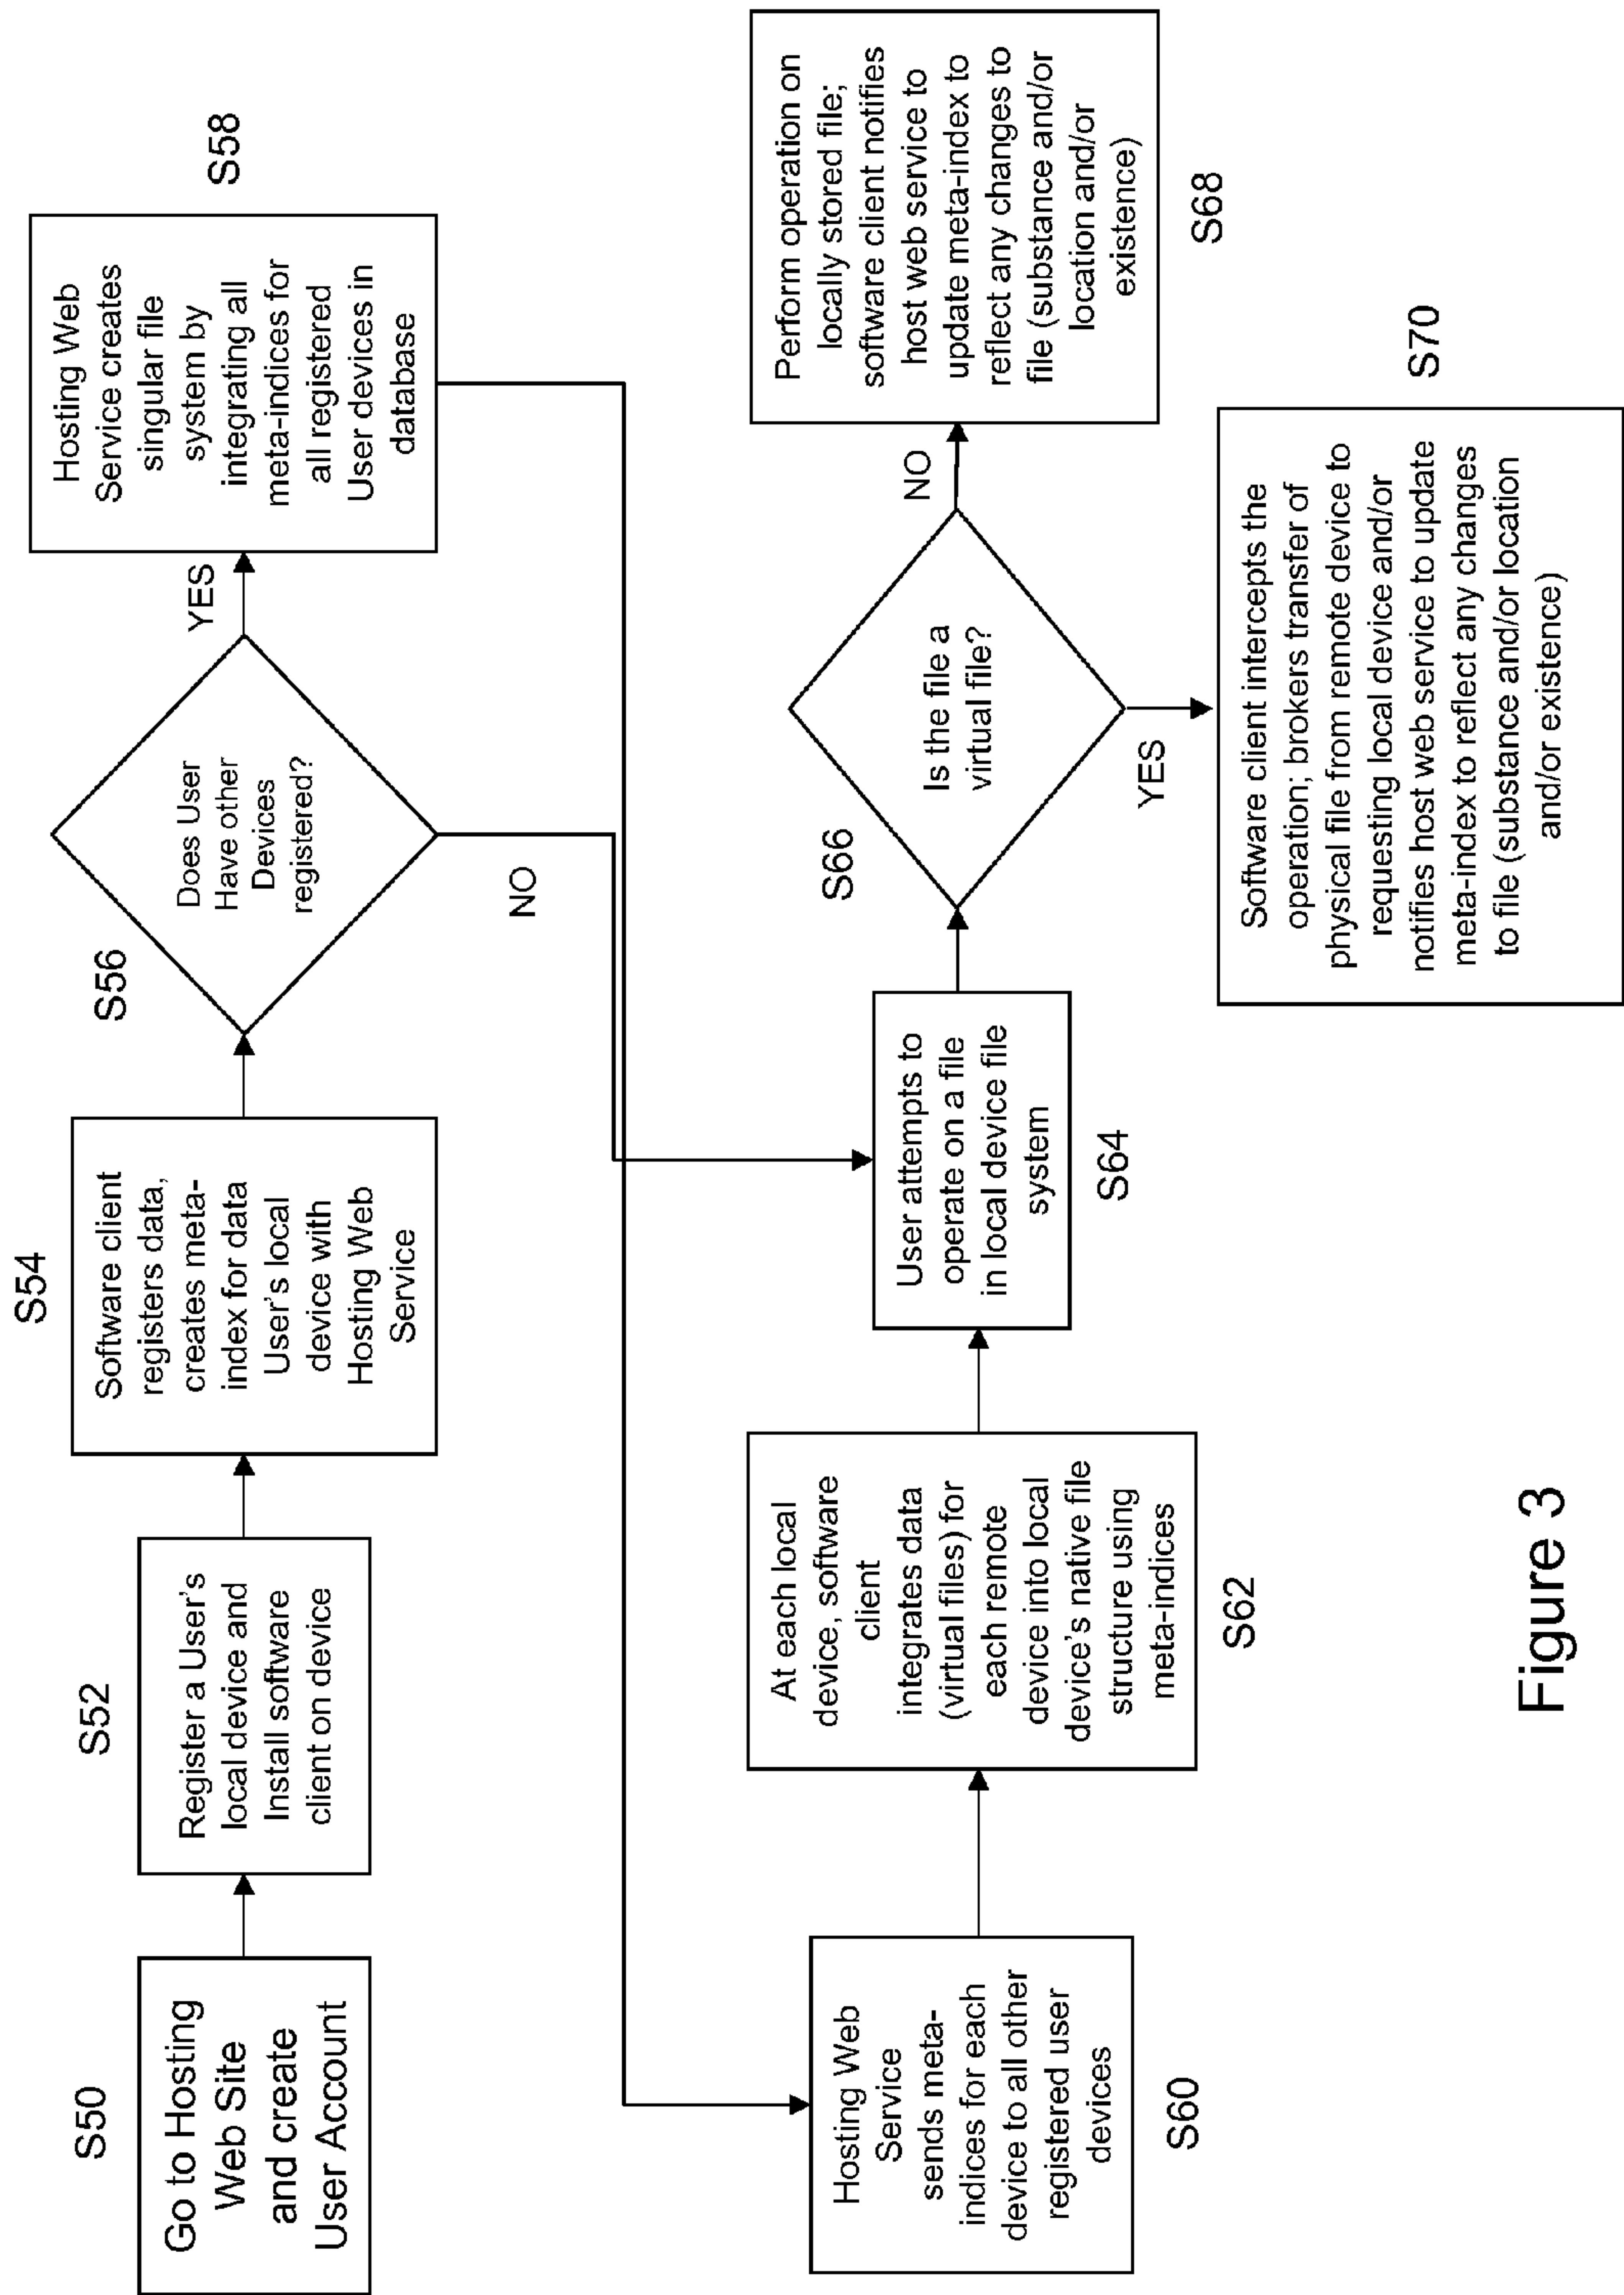 S50
Go to Hosting
Web Site
and create
User Account
S52
Register a User's
local device and
Install software
client on device
S54
Software client
registers data,
creates meta-
index for data
User's local
device with
Hosting Web
Service
S56
Does User
Have other
Devices
registered?
YES
NO
S58
Hosting Web
Service creates
singular file
system by
integrating all
meta-indices for
all registered
User devices in
database
Hosting Web
Service
sends meta-
indices for each
device to all other
registered user
devices
S60
At each local
device, software
client
integrates data
(virtual files) for
each remote
device into local
device's native file
structure using
meta-indices
S62
User attempts to
operate on a file
in local device file
system
S64
S66
Is the file a
virtual file?
NO
YES
Perform operation on
locally stored file;
software client notifies
host web service to
update meta-index to
reflect any changes to
file (substance and/or
location and/or
existence)
S68
S70
Software client intercepts the
operation; brokers transfer of
physical file from remote device to
requesting local device and/or
notifies host web service to update
meta-index to reflect any changes
to file (substance and/or location
and/or existence)
Figure 3